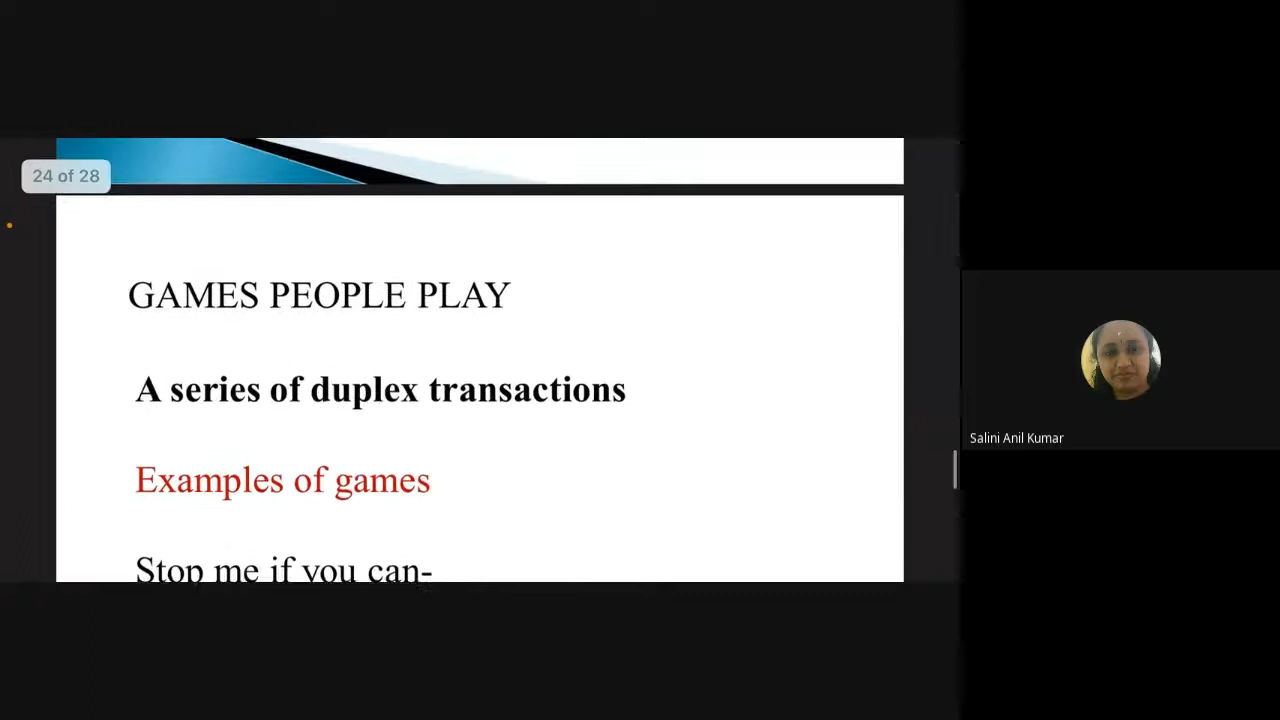 24 of 28
GAMES PEOPLE PLAY
A series of duplex transactions
Examples of games
Stop me if you can-
Salini Anil Kumar